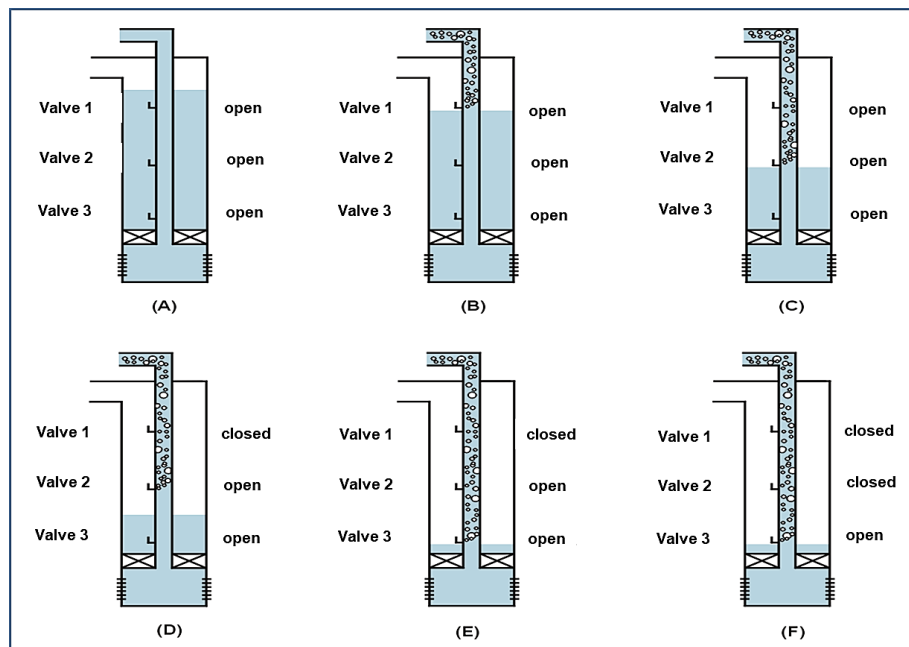 Valve 1 open Valve 1 open Valve 1 open
Valve 2 open Valve 2 open Valve 2 open
Valve 3 open Valve 3 open Valve 3 open
(A) (B) (C)
Valve 1 closed Valve 1 closed Valve 1 closed
Valve 2 open Valve 2 open Valve 2 closed
Valve 3 open Valve 3 open Valve 3 open
(D) (E) (F)